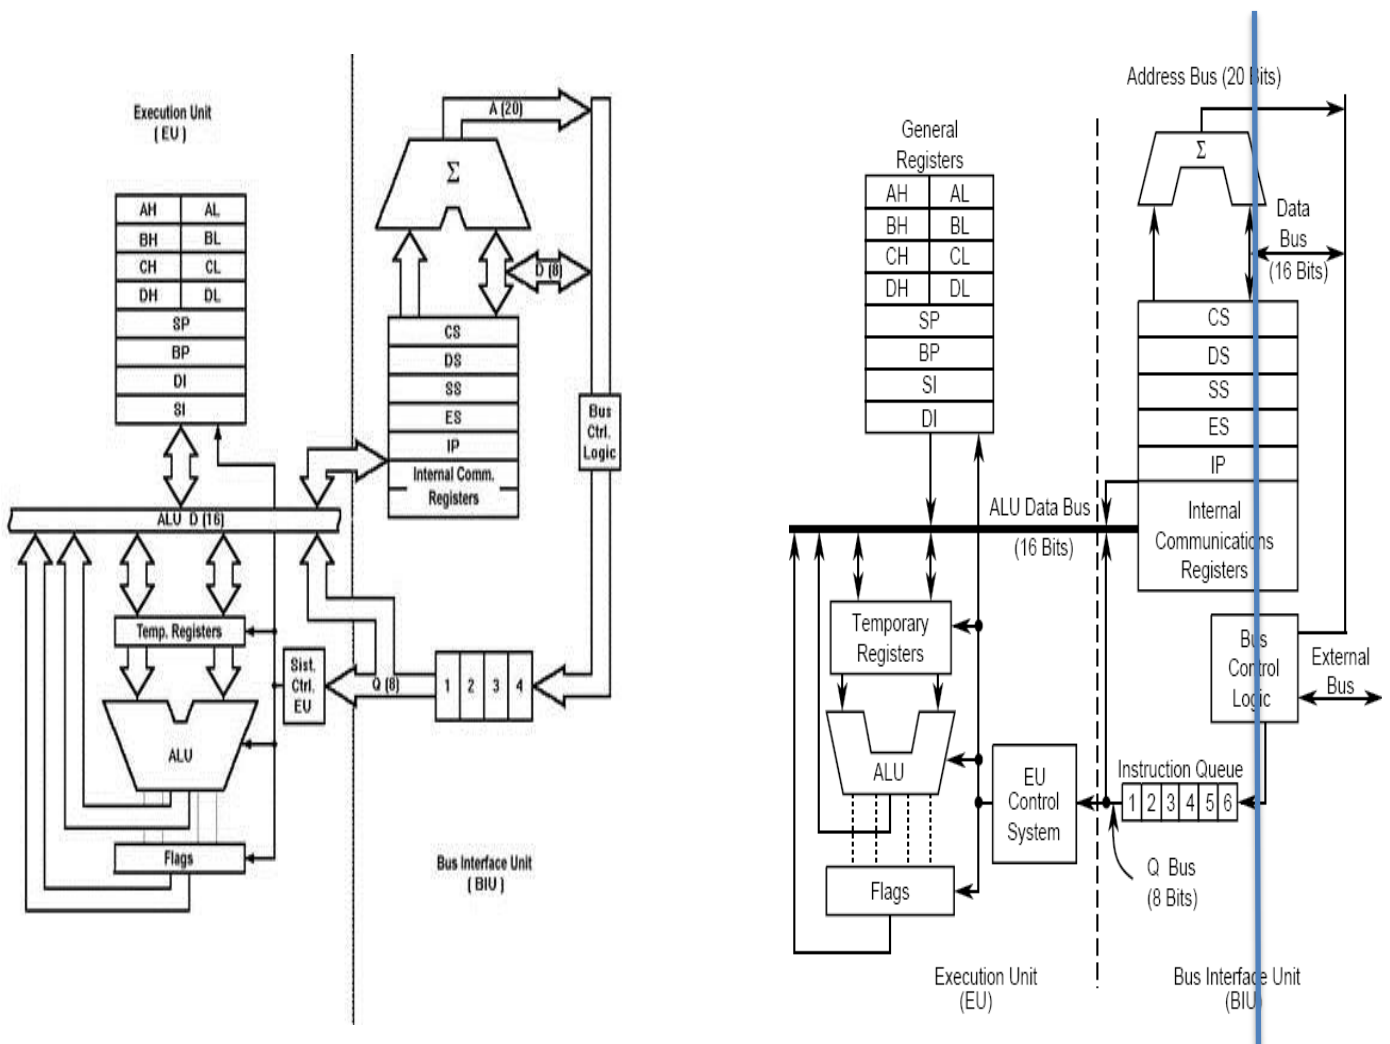 Execution Unit
( EU )
A (20)
Σ
AH AL
BH BL
CH CL
DH DL
SP
BP
DI
SI
D (8)
CS
DS
SS
ES
IP
Internal Comm.
Registers
Bus
Ctrl.
Logic
ALU D (16)
Temp. Registers
Sist.
Ctrl.
EU
Q (8)
1 2 3 4
ALU
Flags
Bus Interface Unit
( BIU )
Address Bus (20 Bits)
General
Registers
Σ
AH AL
BH BL
CH CL
DH DL
SP
BP
SI
DI
Data
Bus
(16 Bits)
CS
DS
SS
ES
IP
Internal
Communications
Registers
ALU Data Bus
(16 Bits)
Temporary
Registers
Bus
Control
Logic
External
Bus
ALU
EU
Control
System
Instruction Queue
1 2 3 4 5 6
Q Bus
(8 Bits)
Flags
Execution Unit
(EU)
Bus Interface Unit
(BIU)